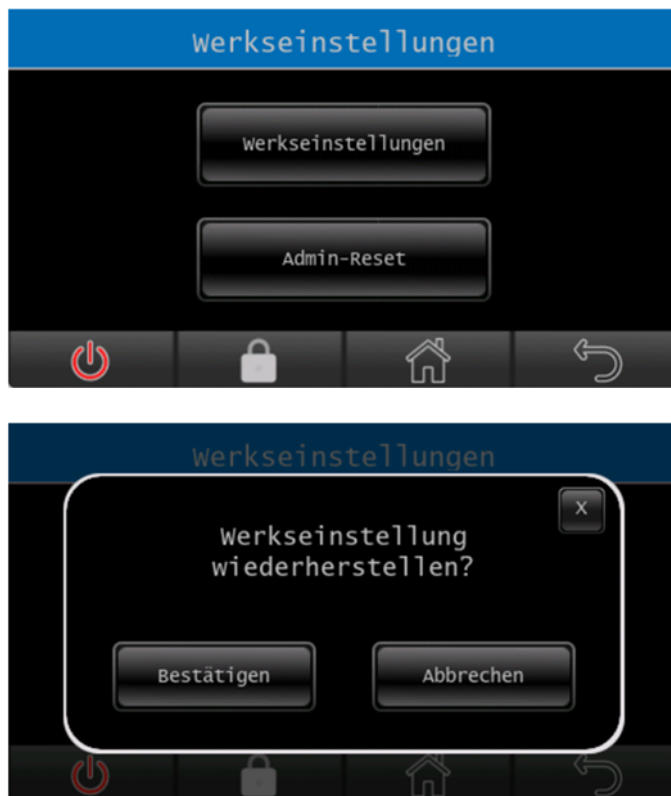 Werkseinstellungen
Werkseinstellungen
Admin-Reset
Werkseinstellungen
X
Werkseinstellung
wiederherstellen?
Bestätigen
Abbrechen